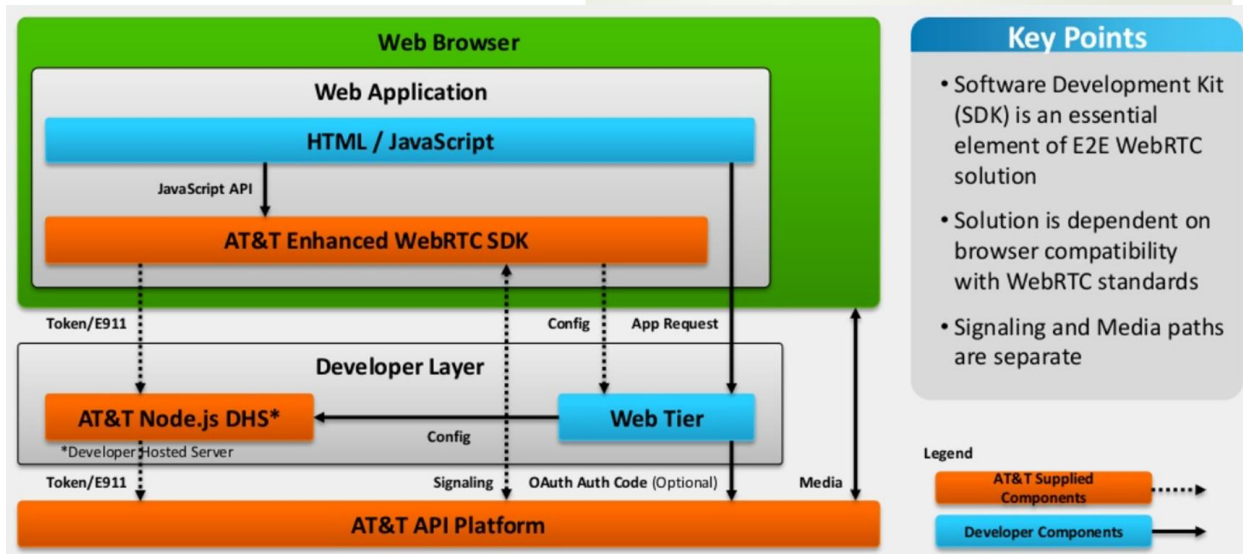 Web Browser
Web Application
HTML / JavaScript
JavaScript API
AT&T Enhanced WebRTC SDK
Token/E911
Config
App Request
Developer Layer
AT&T Node.js DHS*
Web Tier
Config
*Developer Hosted Server
Token/E911
Signaling
OAuth Auth Code (Optional)
Media
AT&T API Platform
Key Points
• Software Development Kit
(SDK) is an essential
element of E2E WebRTC
solution
• Solution is dependent on
browser compatibility
with WebRTC standards
• Signaling and Media paths
are separate
Legend
AT&T Supplied
Components
Developer Components